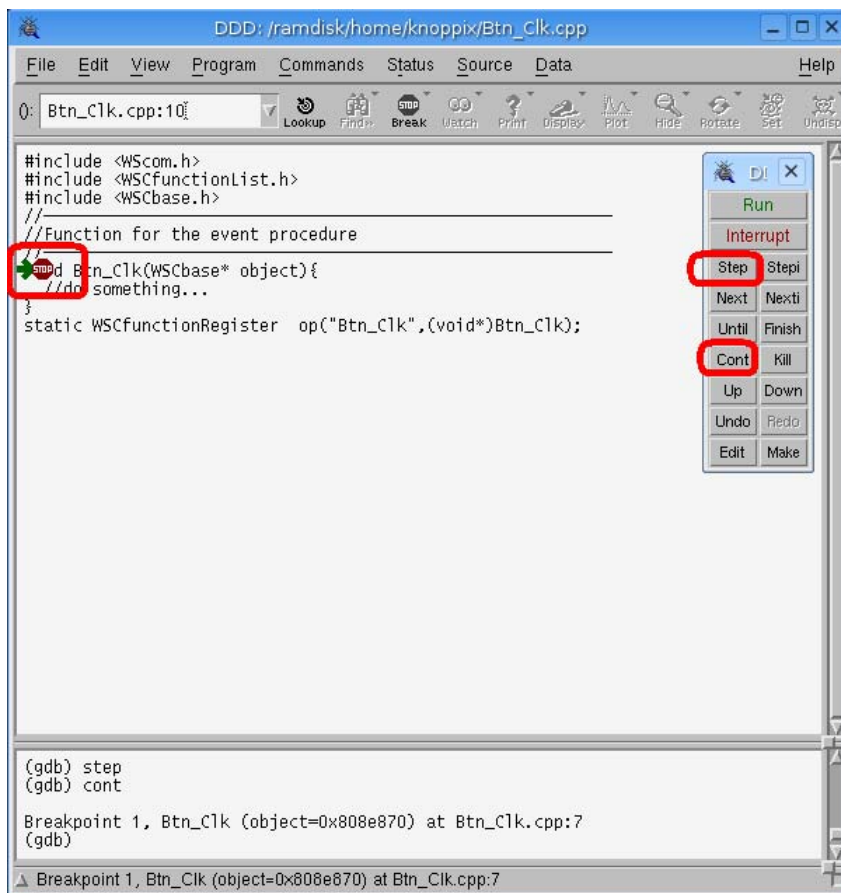 DDD: /ramdisk/home/knoppix/Btn_Clk.cpp
File Edit View Program Commands Status Source Data Help
(): Btn_Clk.cpp:10
Lookup Find» Break Watch Print Display Plot Hide Rotate Set Undisp
#include <WScom.h>
#include <WSCfunctionList.h>
#include <WSCbase.h>
//
//Function for the event procedure
//
STOP d Btn_Clk(WSCbase* object){
//do something...
}
static WSCfunctionRegister op("Btn_Clk",(void*)Btn_Clk);
D!
Run
Interrupt
Step Stepi
Next Nexti
Until Finish
Cont Kill
Up Down
Undo Redo
Edit Make
(gdb) step
(gdb) cont
Breakpoint 1, Btn_Clk (object=0x808e870) at Btn_Clk.cpp:7
(gdb)
Breakpoint 1, Btn_Clk (object=0x808e870) at Btn_Clk.cpp:7